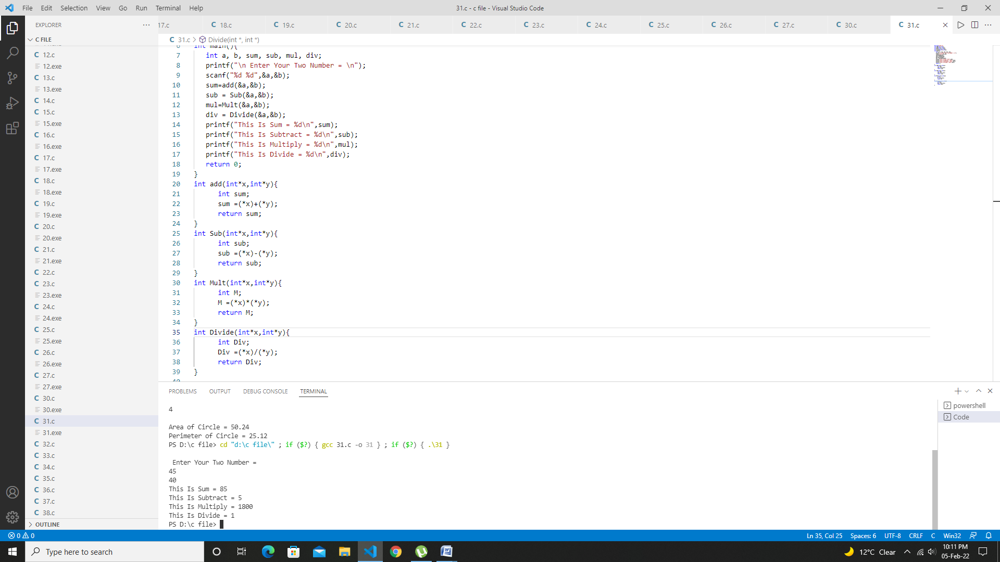 File Edit Selection View Go Run Terminal Help
31.c - c file - Visual Studio Code
EXPLORER
17.c 18.c 19.c 20.c 21.c 22.c 23.c 24.c 25.c 26.c 27.c 30.c 31.c
C FILE
31.c > Divide(int *, int *)
12.c
12.exe
13.c
13.exe
14.c
15.c
15.exe
16.c
16.exe
17.c
17.exe
18.c
18.exe
19.c
19.exe
20.c
20.exe
21.c
21.exe
22.c
23.c
23.exe
24.c
24.exe
25.c
25.exe
26.c
26.exe
27.c
27.exe
30.c
30.exe
31.c
31.exe
32.c
33.c
34.c
35.c
36.c
37.c
38.c
OUTLINE
6 int main(){
7 int a, b, sum, sub, mul, div;
8 printf("\n Enter Your Two Number = \n");
9 scanf("%d %d",&a,&b);
10 sum=add(&a,&b);
11 sub = Sub(&a,&b);
12 mul=Mult(&a,&b);
13 div = Divide(&a,&b);
14 printf("This Is Sum = %d\n",sum);
15 printf("This Is Subtract = %d\n",sub);
16 printf("This Is Multiply = %d\n",mul);
17 printf("This Is Divide = %d\n",div);
18 return 0;
19 }
20 int add(int*x,int*y){
21 int sum;
22 sum =(*x)+(*y);
23 return sum;
24 }
25 int Sub(int*x,int*y){
26 int sub;
27 sub =(*x)-(*y);
28 return sub;
29 }
30 int Mult(int*x,int*y){
31 int M;
32 M =(*x)*(*y);
33 return M;
34 }
35 int Divide(int*x,int*y){
36 int Div;
37 Div =(*x)/(*y);
38 return Div;
39 }
40
PROBLEMS OUTPUT DEBUG CONSOLE TERMINAL
4
Area of Circle = 50.24
Perimeter of Circle = 25.12
PS D:\c file> cd "d:\c file\" ; if ($?) { gcc 31.c -o 31 } ; if ($?) { .\31 }
Enter Your Two Number =
45
40
This Is Sum = 85
This Is Subtract = 5
This Is Multiply = 1800
This Is Divide = 1
PS D:\c file>
powershell
Code
0 0
Ln 35, Col 25 Spaces: 6 UTF-8 CRLF C Win32
Type here to search
12°C Clear
10:11 PM
05-Feb-22